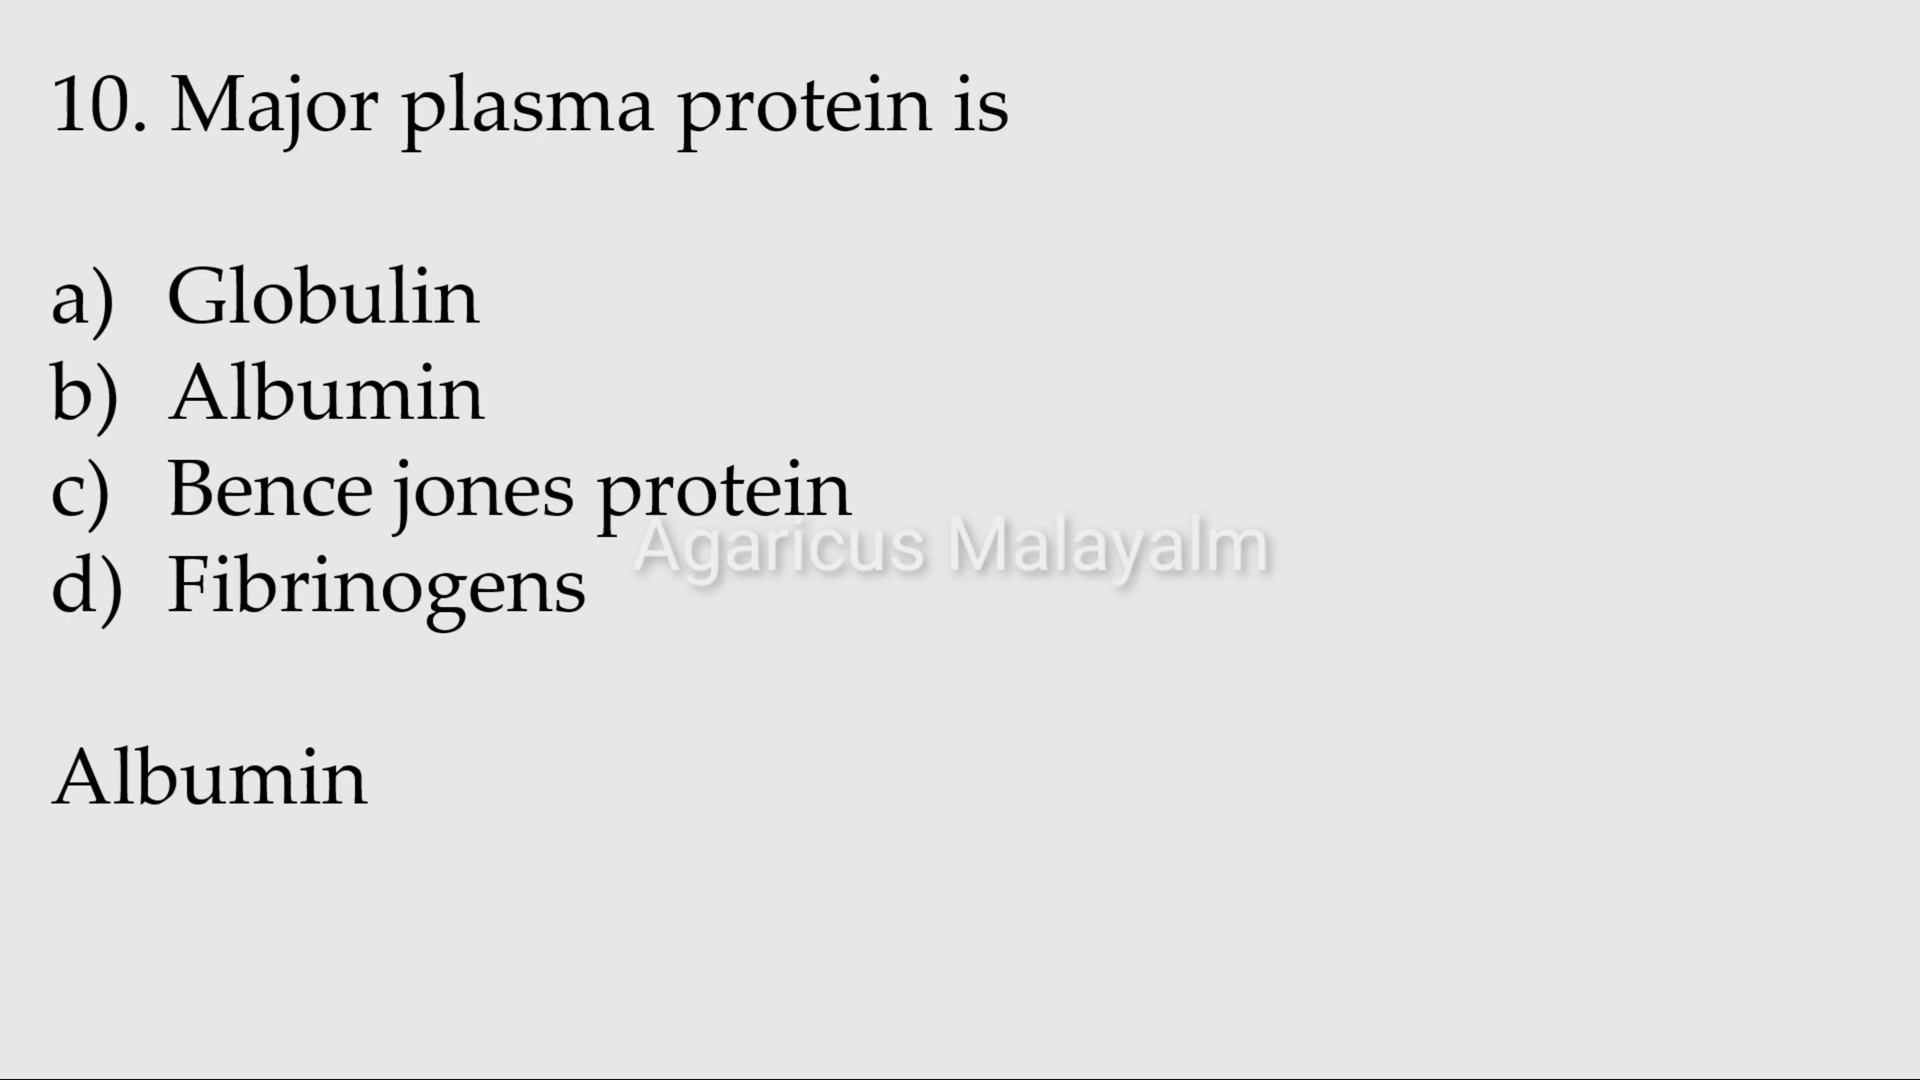 10. Major plasma protein is
a) Globulin
b) Albumin
c) Bence jones protein
Agaricus Malayalm
d) Fibrinogens
Albumin